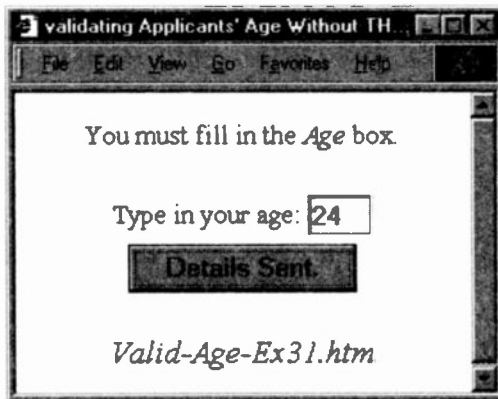 validating Applicants' Age Without TH...
File Edit View Go Favorites Help
You must fill in the Age box.
Type in your age: 24
Details Sent.
Valid-Age-Ex31.htm